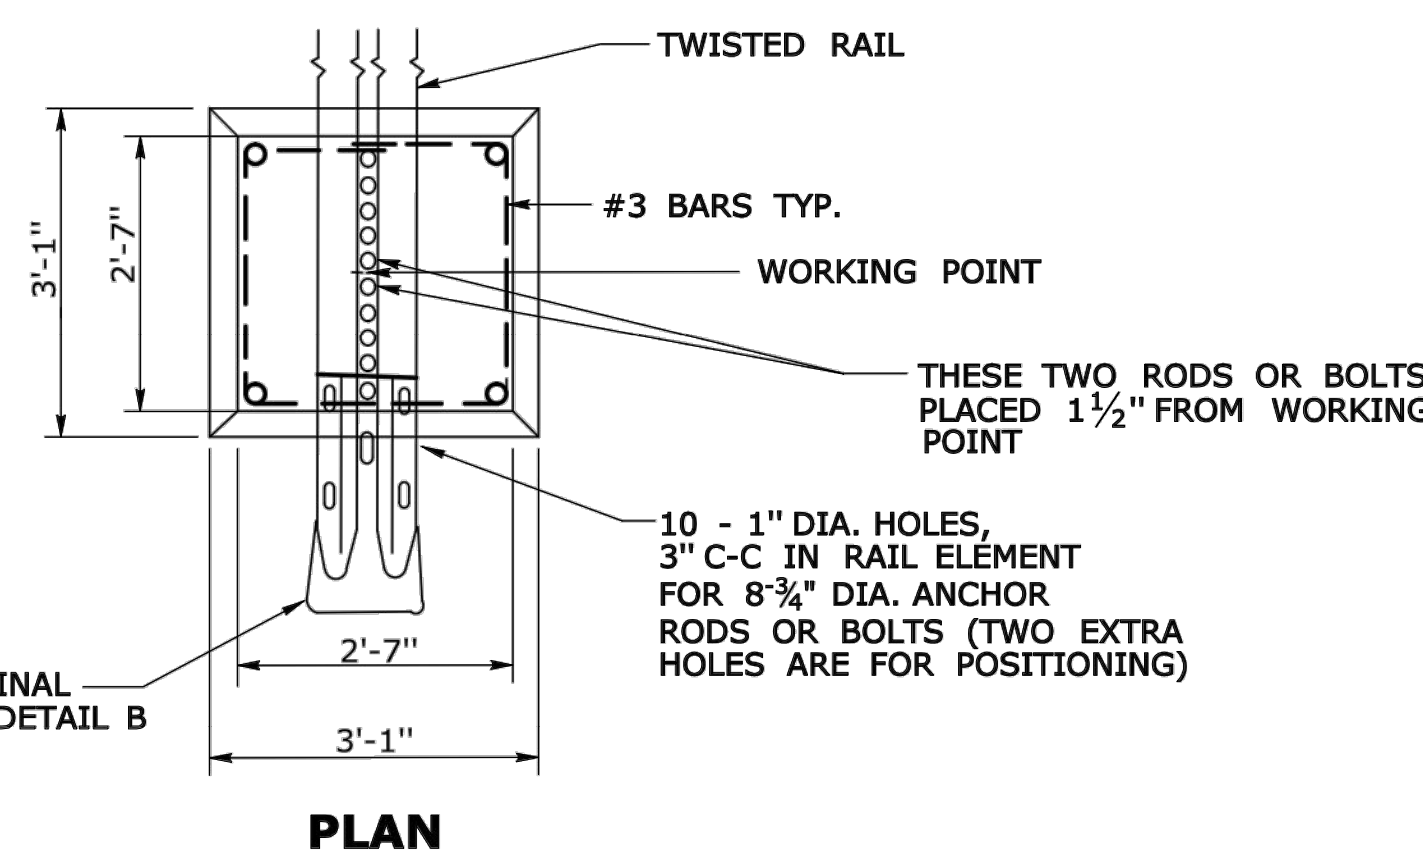 TWISTED RAIL
#3 BARS TYP.
WORKING POINT
3'-1"
2'-7"
THESE TWO RODS OR BOLTS
PLACED 1 1/2" FROM WORKING
POINT
10 - 1" DIA. HOLES,
3" C-C IN RAIL ELEMENT
FOR 8-3/4" DIA. ANCHOR
RODS OR BOLTS (TWO EXTRA
HOLES ARE FOR POSITIONING)
2'-7"
INAL
DETAIL B
3'-1"
PLAN